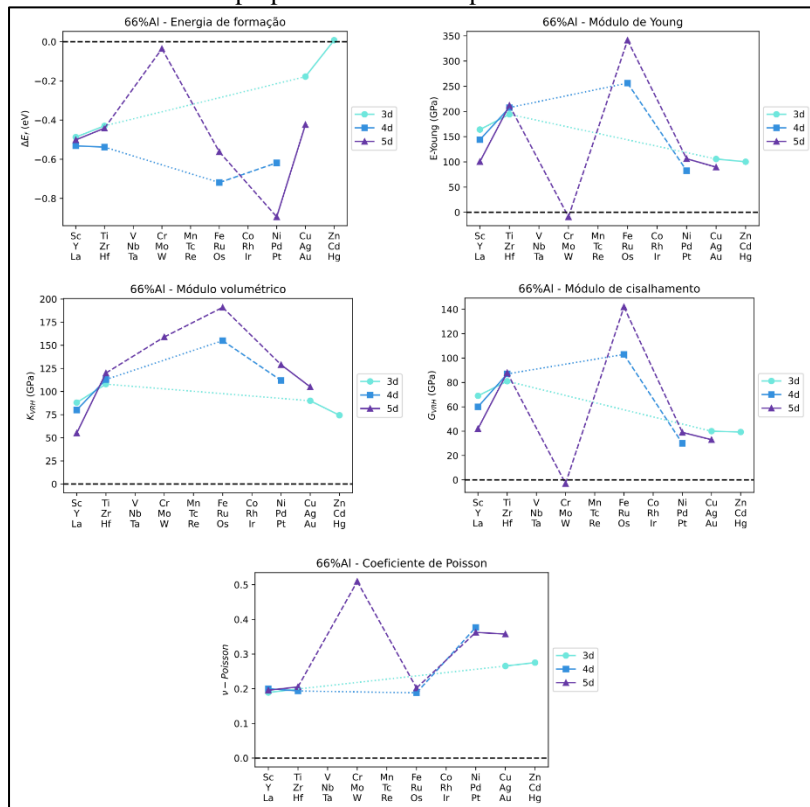 66%Al - Energia de formação
ΔE_f (eV)
0.0
−0.2
−0.4
−0.6
−0.8
Sc Ti V Cr Mn Fe Co Ni Cu Zn
Y Zr Nb Mo Tc Ru Rh Pd Ag Cd
La Hf Ta W Re Os Ir Pt Au Hg
3d
4d
5d
66%Al - Módulo de Young
E-Young (GPa)
350
300
250
200
150
100
50
0
Sc Ti V Cr Mn Fe Co Ni Cu Zn
Y Zr Nb Mo Tc Ru Rh Pd Ag Cd
La Hf Ta W Re Os Ir Pt Au Hg
3d
4d
5d
66%Al - Módulo volumétrico
K_VRH (GPa)
200
175
150
125
100
75
50
25
0
Sc Ti V Cr Mn Fe Co Ni Cu Zn
Y Zr Nb Mo Tc Ru Rh Pd Ag Cd
La Hf Ta W Re Os Ir Pt Au Hg
3d
4d
5d
66%Al - Módulo de cisalhamento
G_VRH (GPa)
140
120
100
80
60
40
20
0
Sc Ti V Cr Mn Fe Co Ni Cu Zn
Y Zr Nb Mo Tc Ru Rh Pd Ag Cd
La Hf Ta W Re Os Ir Pt Au Hg
3d
4d
5d
66%Al - Coeficiente de Poisson
ν − Poisson
0.5
0.4
0.3
0.2
0.1
0.0
Sc Ti V Cr Mn Fe Co Ni Cu Zn
Y Zr Nb Mo Tc Ru Rh Pd Ag Cd
La Hf Ta W Re Os Ir Pt Au Hg
3d
4d
5d